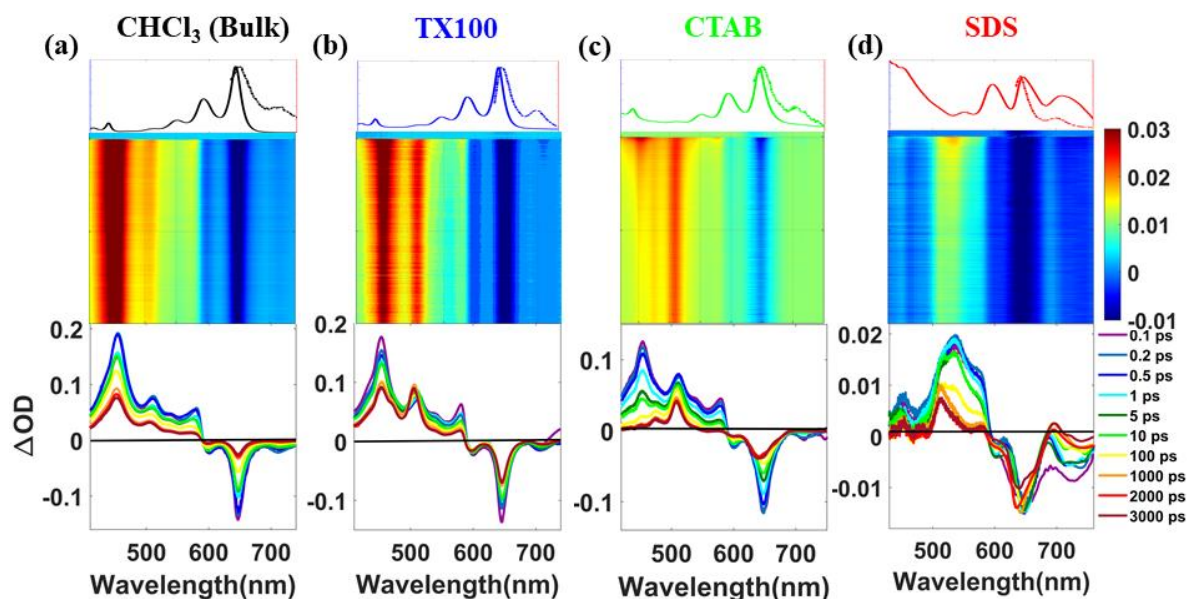 CHCl3 (Bulk)
TX100
CTAB
SDS
(a)
(b)
(c)
(d)
0.03
0.02
0.01
0
-0.01
ΔOD
0.2
0.1
0
-0.1
0.2
0.1
0
-0.1
0.1
0
-0.1
0.02
0.01
0
-0.01
0.1 ps
0.2 ps
0.5 ps
1 ps
5 ps
10 ps
100 ps
1000 ps
2000 ps
3000 ps
500 600 700
500 600 700
500 600 700
500 600 700
Wavelength(nm)
Wavelength(nm)
Wavelength(nm)
Wavelength(nm)